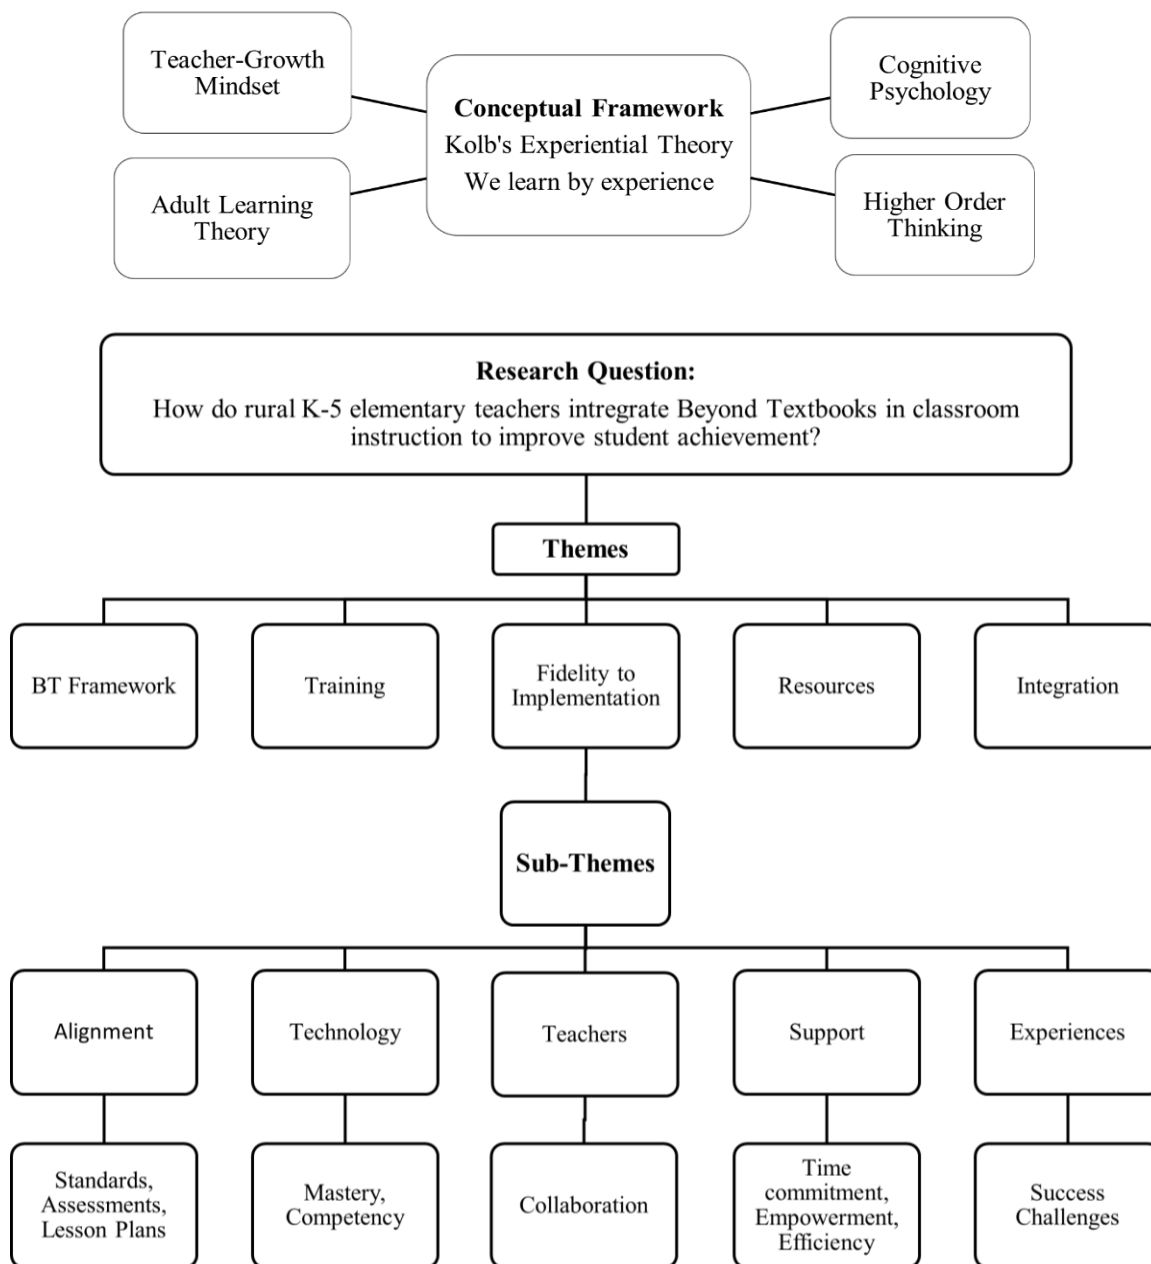 Teacher-Growth
Mindset
Conceptual Framework
Kolb's Experiential Theory
We learn by experience
Cognitive
Psychology
Adult Learning
Theory
Higher Order
Thinking
Research Question:
How do rural K-5 elementary teachers intregrate Beyond Textbooks in classroom
instruction to improve student achievement?
Themes
BT Framework
Training
Fidelity to
Implementation
Resources
Integration
Sub-Themes
Alignment
Technology
Teachers
Support
Experiences
Standards,
Assessments,
Lesson Plans
Mastery,
Competency
Collaboration
Time
commitment,
Empowerment,
Efficiency
Success
Challenges